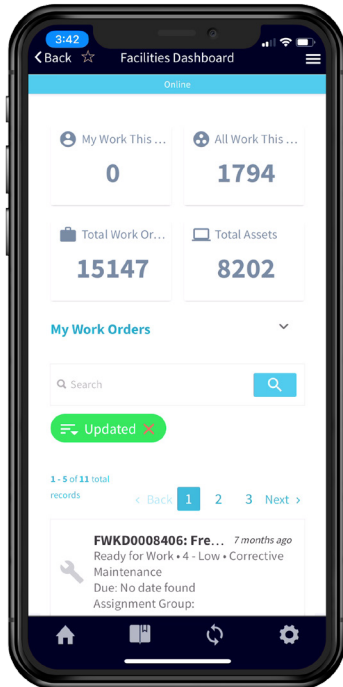 3:42
Back Facilities Dashboard
Online
My Work This ...
0
All Work This ...
1794
Total Work Or...
15147
Total Assets
8202
My Work Orders
Search
Updated
1 - 5 of 11 total
records
Back 1 2 3 Next
FWKD0008406: Fre... 7 months ago
Ready for Work • 4 - Low • Corrective
Maintenance
Due: No date found
Assignment Group: